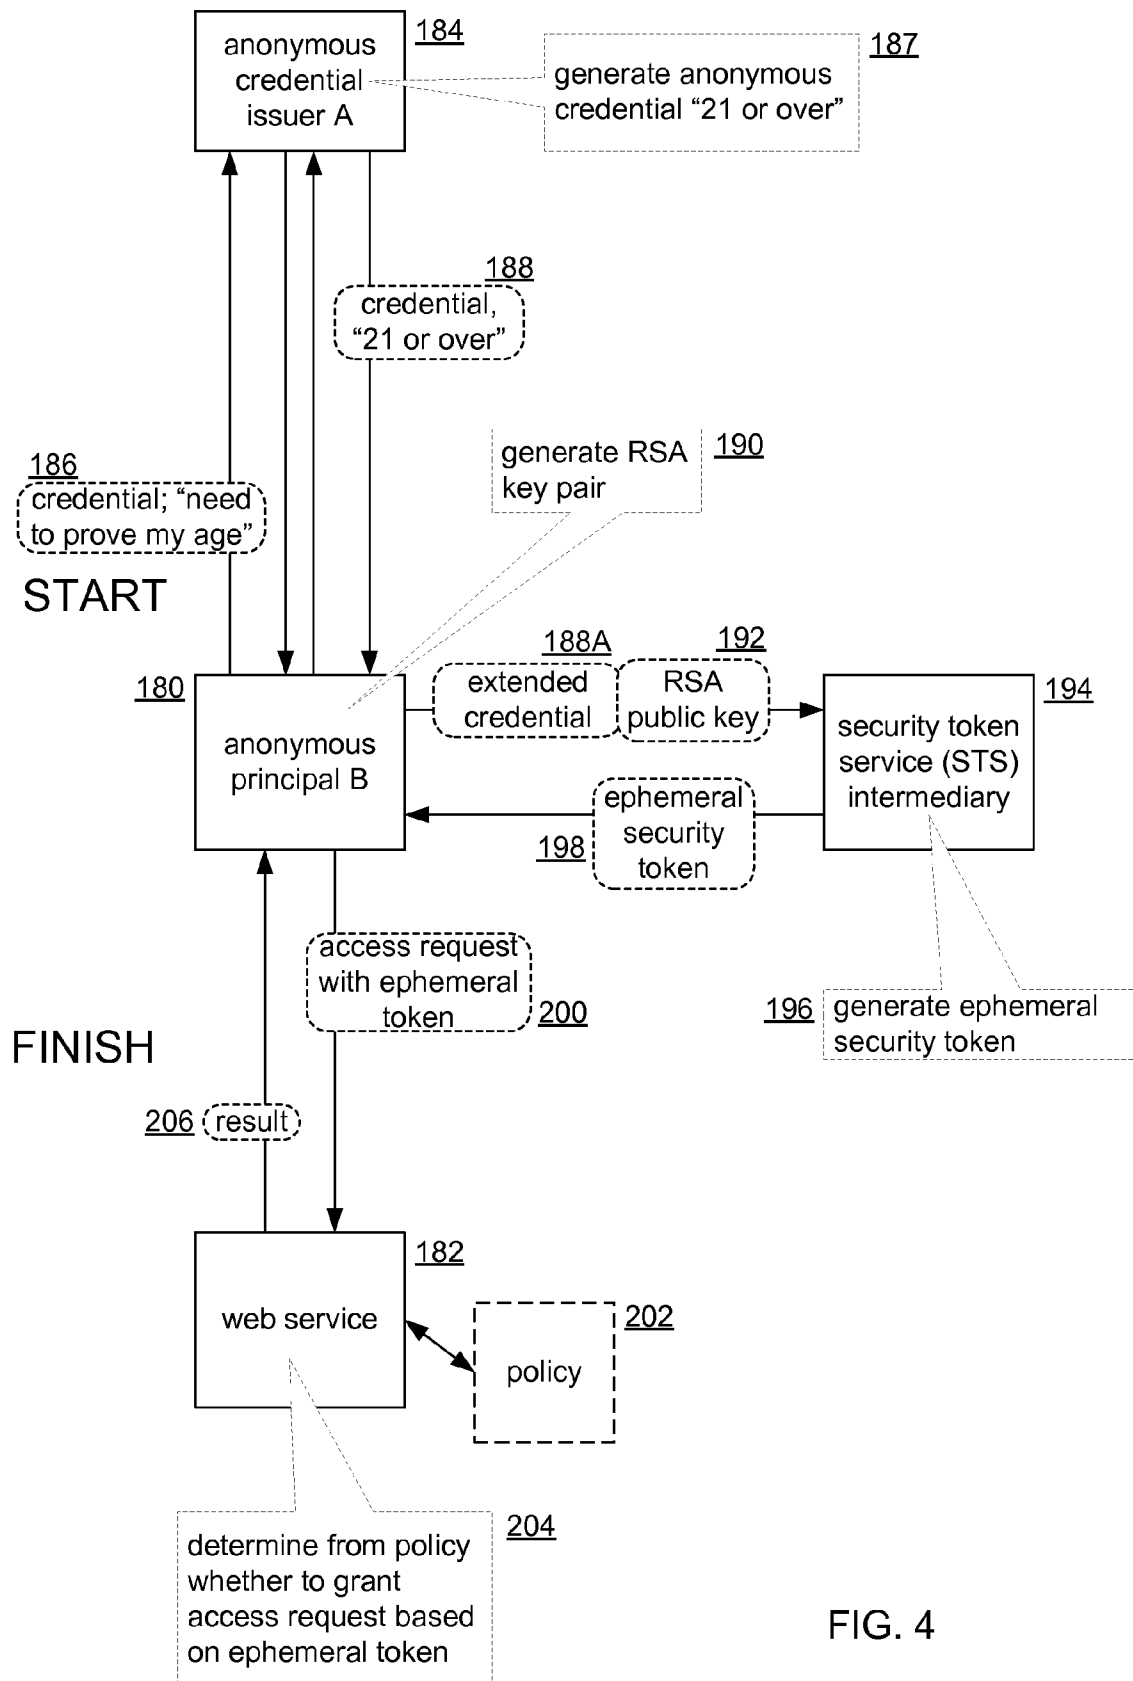 184
anonymous
credential
issuer A
187
generate anonymous
credential “21 or over”
188
credential,
“21 or over”
190
generate RSA
key pair
186
credential; “need
to prove my age”
START
188A
192
extended
credential
RSA
public key
180
anonymous
principal B
194
security token
service (STS)
intermediary
ephemeral
security
token
198
access request
with ephemeral
token
200
196
generate ephemeral
security token
FINISH
206
result
182
web service
202
policy
204
determine from policy
whether to grant
access request based
on ephemeral token
FIG. 4